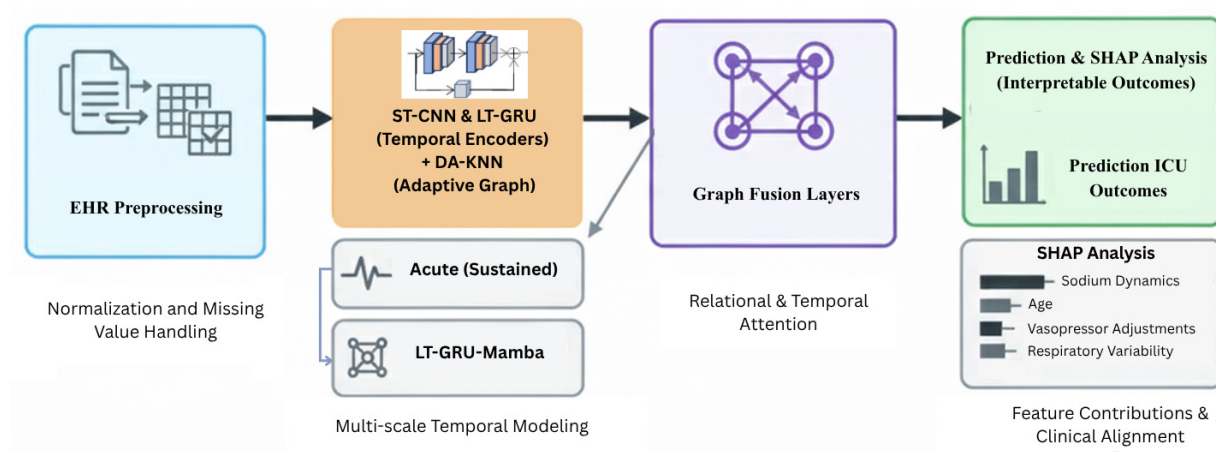 EHR Preprocessing
Normalization and Missing
Value Handling
ST-CNN & LT-GRU
(Temporal Encoders)
+ DA-KNN
(Adaptive Graph)
Acute (Sustained)
LT-GRU-Mamba
Multi-scale Temporal Modeling
Graph Fusion Layers
Relational & Temporal
Attention
Prediction & SHAP Analysis
(Interpretable Outcomes)
Prediction ICU
Outcomes
SHAP Analysis
Sodium Dynamics
Age
Vasopressor Adjustments
Respiratory Variability
Feature Contributions &
Clinical Alignment